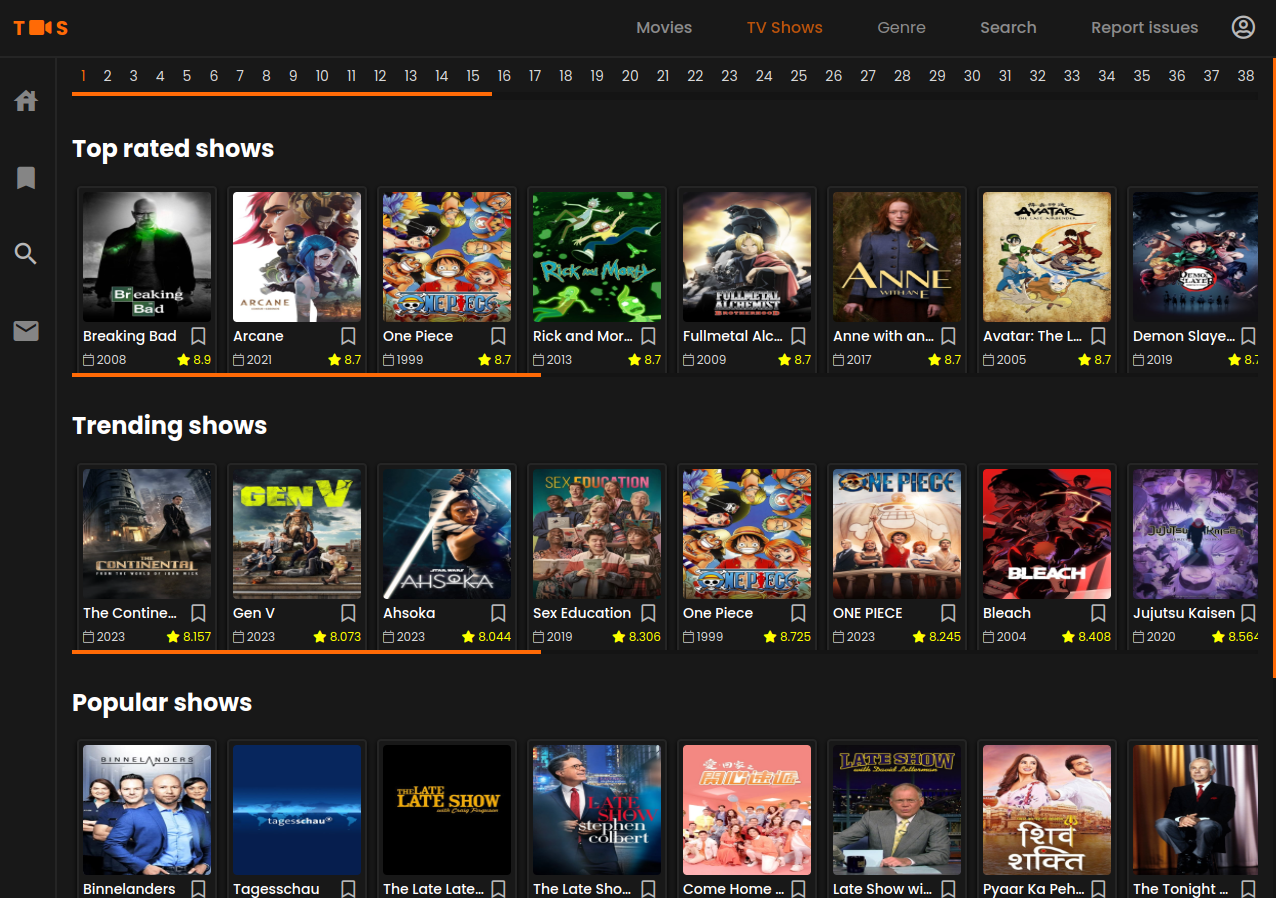 T S
Movies TV Shows Genre Search Report issues
1 2 3 4 5 6 7 8 9 10 11 12 13 14 15 16 17 18 19 20 21 22 23 24 25 26 27 28 29 30 31 32 33 34 35 36 37 38
Top rated shows
Breaking Bad
ARCANE
ONE PIECE
Rick and Morty
FULLMETAL ALCHEMIST BROTHERHOOD
ANNE WITH AN E
AVATAR THE LAST AIRBENDER
DEMON SLAYER
Breaking Bad Arcane One Piece Rick and Mor... Fullmetal Alc... Anne with an... Avatar: The L... Demon Slaye...
2008 8.9 2021 8.7 1999 8.7 2013 8.7 2009 8.7 2017 8.7 2005 8.7 2019 8.7
Trending shows
THE CONTINENTAL FROM THE WORLD OF JOHN WICK
GEN V
STAR WARS AHSOKA
SEX EDUCATION
ONE PIECE
ONE PIECE
BLEACH
JUJUTSU KAISEN
The Contine... Gen V Ahsoka Sex Education One Piece ONE PIECE Bleach Jujutsu Kaisen
2023 8.157 2023 8.073 2023 8.044 2019 8.306 1999 8.725 2023 8.245 2004 8.408 2020 8.564
Popular shows
BINNELANDERS
tagesschau
THE LATE LATE SHOW with Craig Ferguson
LATE SHOW stephen colbert
愛回家之 開心速遞
LATE SHOW with David Letterman
शिव शक्ति
Binnelanders Tagesschau The Late Late... The Late Sho... Come Home ... Late Show wi... Pyaar Ka Peh... The Tonight ...